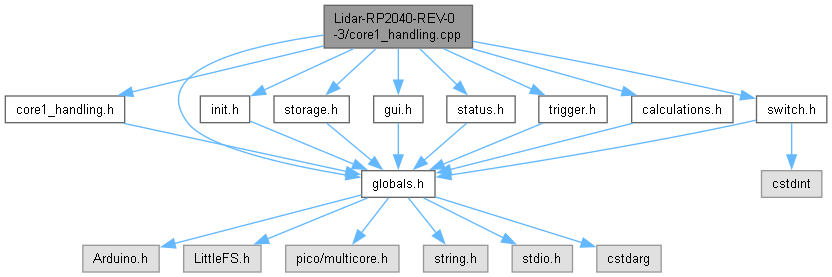 Lidar-RP2040-REV-0
-3/core1_handling.cpp
core1_handling.h
init.h
storage.h
gui.h
status.h
trigger.h
calculations.h
switch.h
globals.h
cstdint
Arduino.h
LittleFS.h
pico/multicore.h
string.h
stdio.h
cstdarg